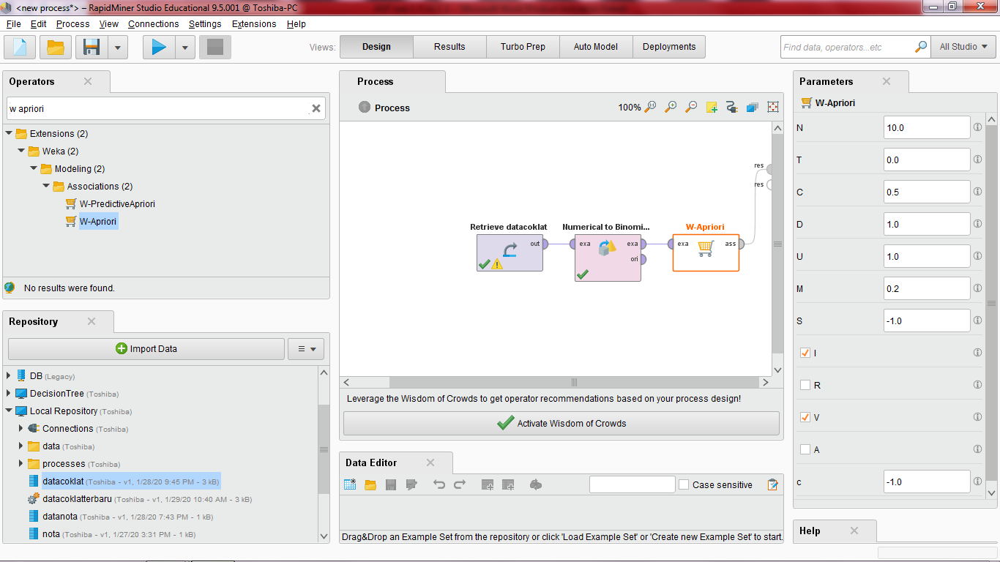 <new process*> – RapidMiner Studio Educational 9.5.001 @ Toshiba-PC
File Edit Process View Connections Settings Extensions Help
Views: Design Results Turbo Prep Auto Model Deployments Find data, operators...etc All Studio
Operators
w apriori
Extensions (2)
Weka (2)
Modeling (2)
Associations (2)
W-PredictiveApriori
W-Apriori
No results were found.
Repository
Import Data
DB (Legacy)
DecisionTree (Toshiba)
Local Repository (Toshiba)
Connections (Toshiba)
data (Toshiba)
processes (Toshiba)
datacoklat (Toshiba - v1, 1/28/20 9:45 PM - 3 kB)
datacoklatterbaru (Toshiba - v1, 1/29/20 10:40 AM - 3 kB)
datanota (Toshiba - v1, 1/28/20 7:43 PM - 1 kB)
nota (Toshiba - v1, 1/27/20 3:31 PM - 1 kB)
Process
Process 100%
res
res
Retrieve datacoklat Numerical to Binomi... W-Apriori
out exa exa exa ass
ori
Leverage the Wisdom of Crowds to get operator recommendations based on your process design!
Activate Wisdom of Crowds
Data Editor
Case sensitive
Drag&Drop an Example Set from the repository or click 'Load Example Set' or 'Create new Example Set' to start.
Parameters
W-Apriori
N 10.0
T 0.0
C 0.5
D 1.0
U 1.0
M 0.2
S -1.0
I
R
V
A
c -1.0
Help